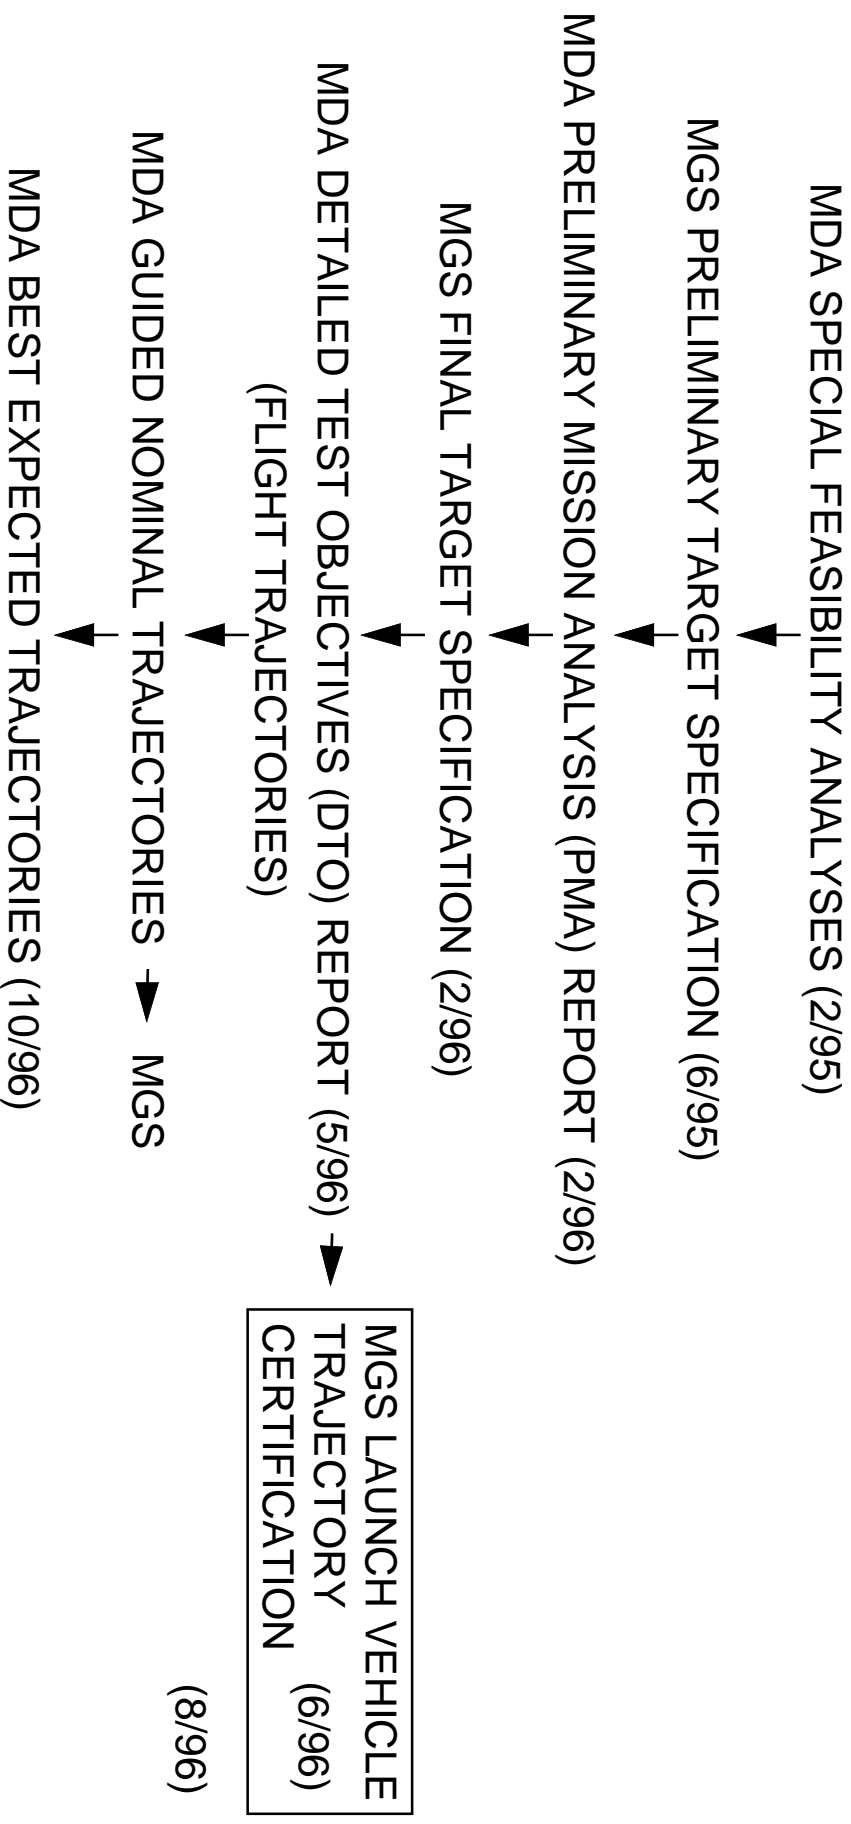 MDA SPECIAL FEASIBILITY ANALYSES (2/95)
MGS PRELIMINARY TARGET SPECIFICATION (6/95)
MDA PRELIMINARY MISSION ANALYSIS (PMA) REPORT (2/96)
MGS FINAL TARGET SPECIFICATION (2/96)
MDA DETAILED TEST OBJECTIVES (DTO) REPORT (5/96)
(FLIGHT TRAJECTORIES)
MGS LAUNCH VEHICLE
TRAJECTORY (6/96)
CERTIFICATION
(8/96)
MDA GUIDED NOMINAL TRAJECTORIES MGS
MDA BEST EXPECTED TRAJECTORIES (10/96)